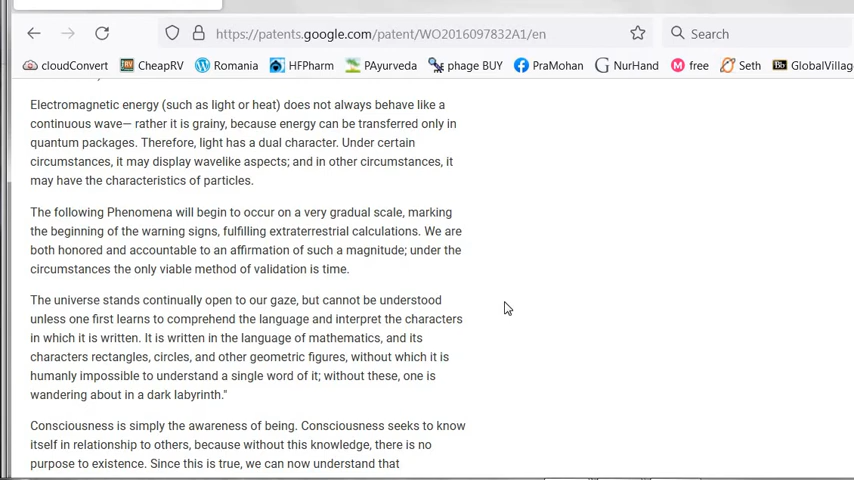 https://patents.google.com/patent/WO2016097832A1/en
Search
cloudConvert CheapRV Romania HFPharm PAyurveda phage BUY PraMohan NurHand free Seth GlobalVillag
Electromagnetic energy (such as light or heat) does not always behave like a
continuous wave— rather it is grainy, because energy can be transferred only in
quantum packages. Therefore, light has a dual character. Under certain
circumstances, it may display wavelike aspects; and in other circumstances, it
may have the characteristics of particles.
The following Phenomena will begin to occur on a very gradual scale, marking
the beginning of the warning signs, fulfilling extraterrestrial calculations. We are
both honored and accountable to an affirmation of such a magnitude; under the
circumstances the only viable method of validation is time.
The universe stands continually open to our gaze, but cannot be understood
unless one first learns to comprehend the language and interpret the characters
in which it is written. It is written in the language of mathematics, and its
characters rectangles, circles, and other geometric figures, without which it is
humanly impossible to understand a single word of it; without these, one is
wandering about in a dark labyrinth."
Consciousness is simply the awareness of being. Consciousness seeks to know
itself in relationship to others, because without this knowledge, there is no
purpose to existence. Since this is true, we can now understand that